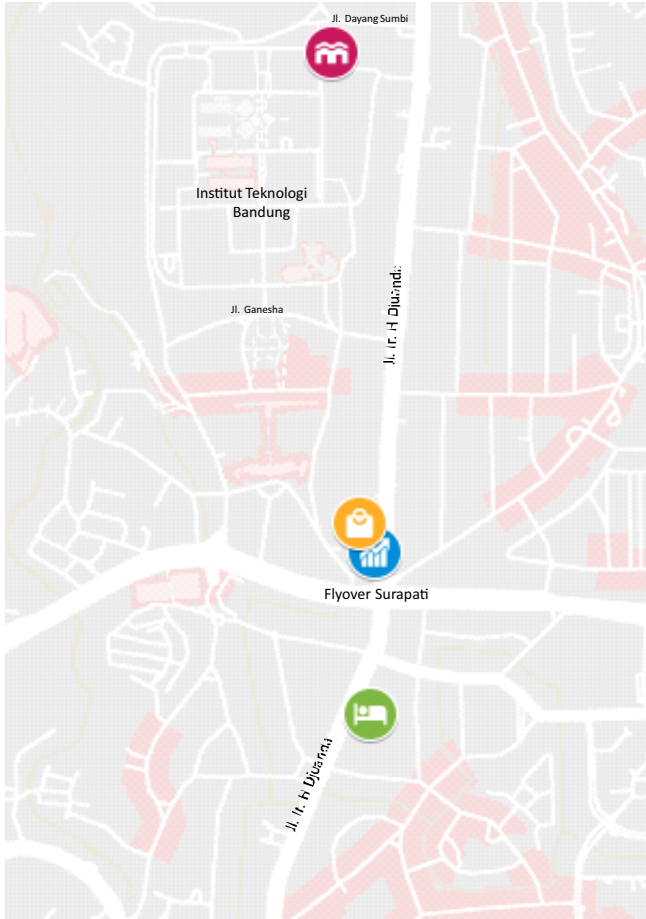 Jl. Dayang Sumbi
Institut Teknologi
Bandung
Jl. Ganesha
Jl. Ir. H Djuanda
Flyover Surapati
Jl. Ir. H Djuanda